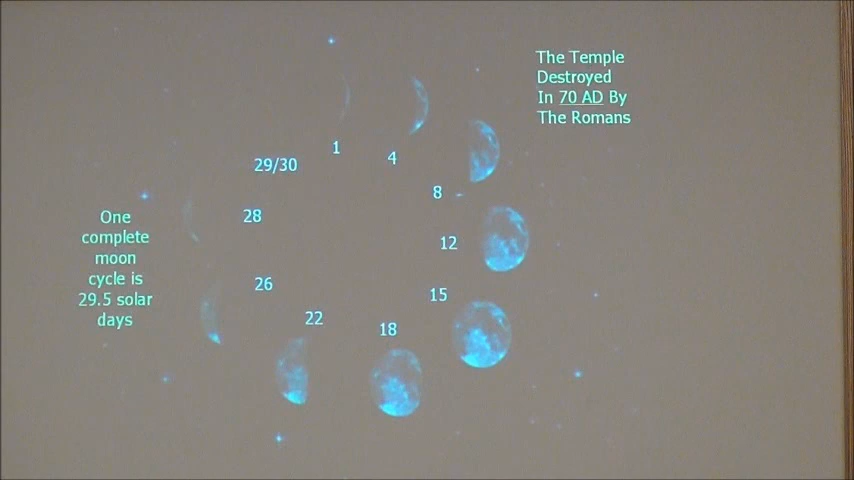 The Temple
Destroyed
In 70 AD By
The Romans
1
4
29/30
8
28
12
One
complete
moon
cycle is
29.5 solar
days
26
15
22
18